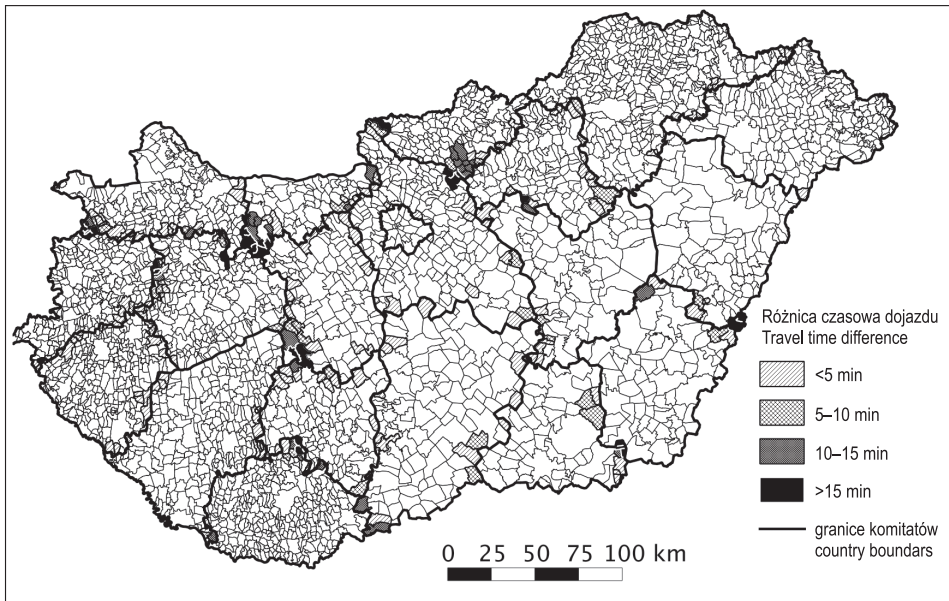 Różnica czasowa dojazdu
Travel time difference
<5 min
5–10 min
10–15 min
>15 min
granice komitatów
country boundars
0 25 50 75 100 km